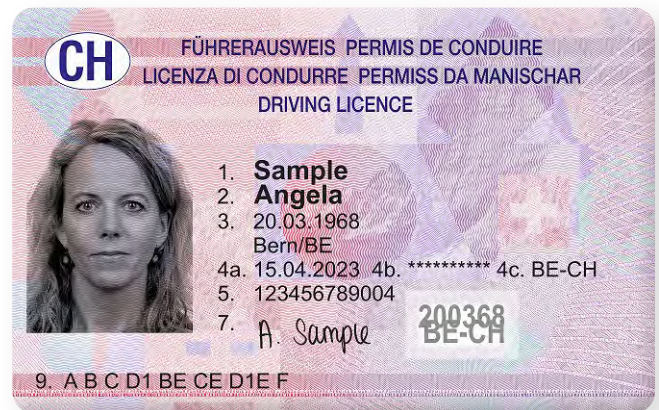 CH
FÜHRERAUSWEIS PERMIS DE CONDUIRE
LICENZA DI CONDURRE PERMISS DA MANISCHAR
DRIVING LICENCE
1. Sample
2. Angela
3. 20.03.1968
Bern/BE
4a. 15.04.2023 4b. ********** 4c. BE-CH
5. 123456789004
7. A. Sample
200368
BE-CH
9. A B C D1 BE CE D1E F